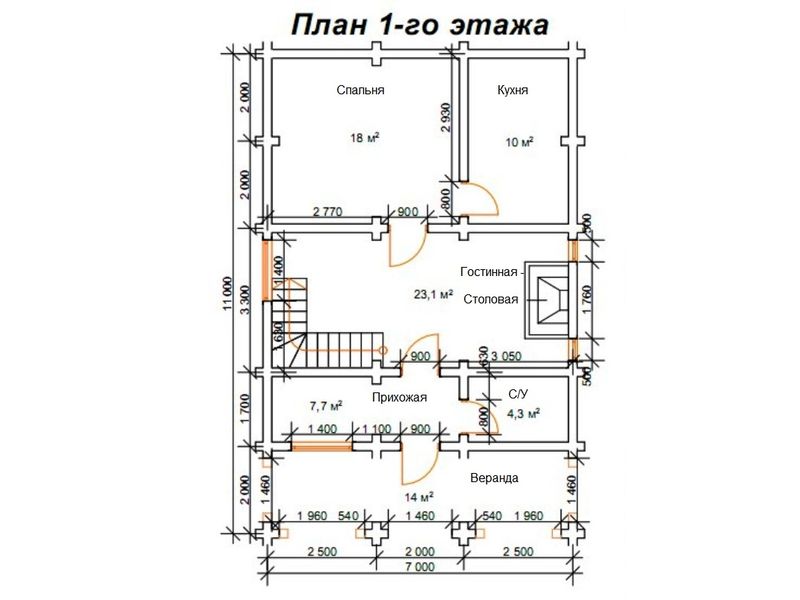 План 1-го этажа
Спальня
Кухня
18 м²
10 м²
2 000
2 000
2 930
800
2 770
900
500
1 400
11 000
3 300
1 630
Гостинная -
Стоповая
23,1 м²
1 760
900
630
3 050
500
1 700
Прихожая
7,7 м²
С/У
4,3 м²
800
1 400
1 100
900
Веранда
14 м²
2 000
1 460
1 460
1 960
540
1 460
540
1 960
2 500
2 000
2 500
7 000